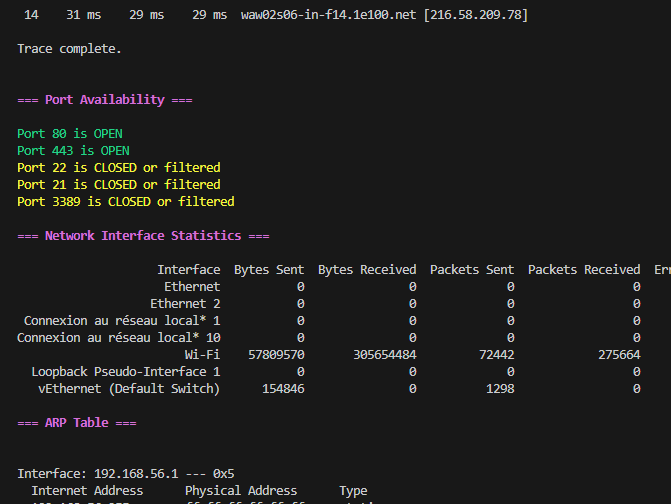 14 31 ms 29 ms 29 ms waw02s06-in-f14.1e100.net [216.58.209.78]
Trace complete.
=== Port Availability ===
Port 80 is OPEN
Port 443 is OPEN
Port 22 is CLOSED or filtered
Port 21 is CLOSED or filtered
Port 3389 is CLOSED or filtered
=== Network Interface Statistics ===
Interface Bytes Sent Bytes Received Packets Sent Packets Received
Ethernet 0 0 0 0
Ethernet 2 0 0 0 0
Connexion au réseau local* 1 0 0 0 0
Connexion au réseau local* 10 0 0 0 0
Wi-Fi 57809570 305654484 72442 275664
Loopback Pseudo-Interface 1 0 0 0 0
vEthernet (Default Switch) 154846 0 1298 0
=== ARP Table ===
Interface: 192.168.56.1 --- 0x5
Internet Address Physical Address Type